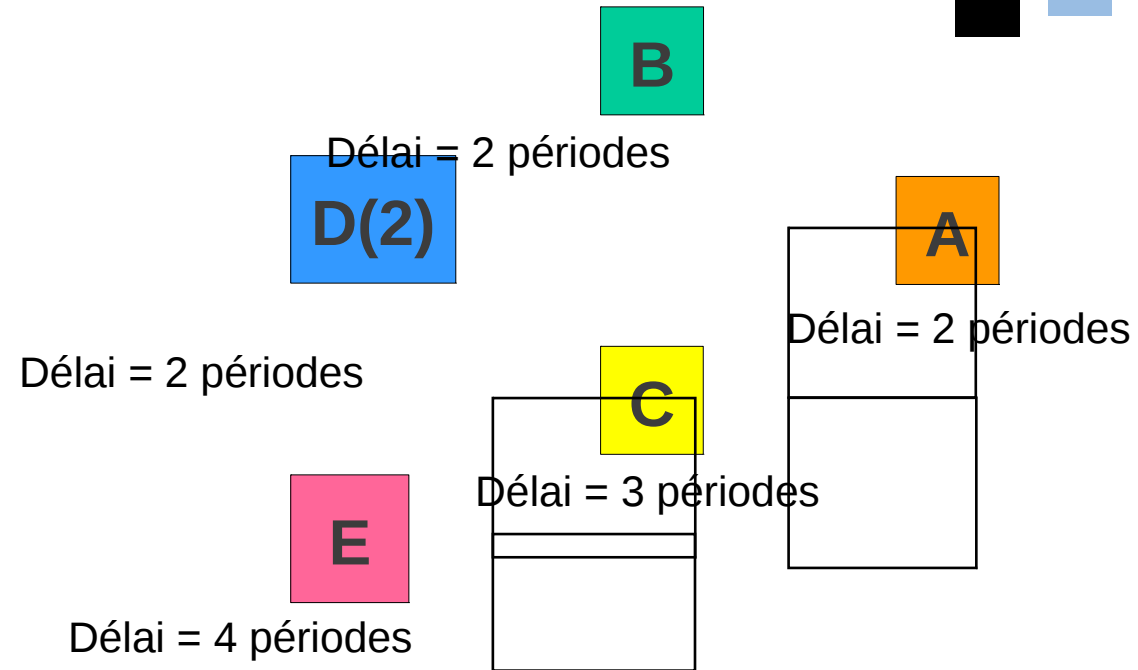 B
Délai = 2 périodes
D(2)
A
Délai = 2 périodes
Délai = 2 périodes
C
Délai = 3 périodes
E
Délai = 4 périodes